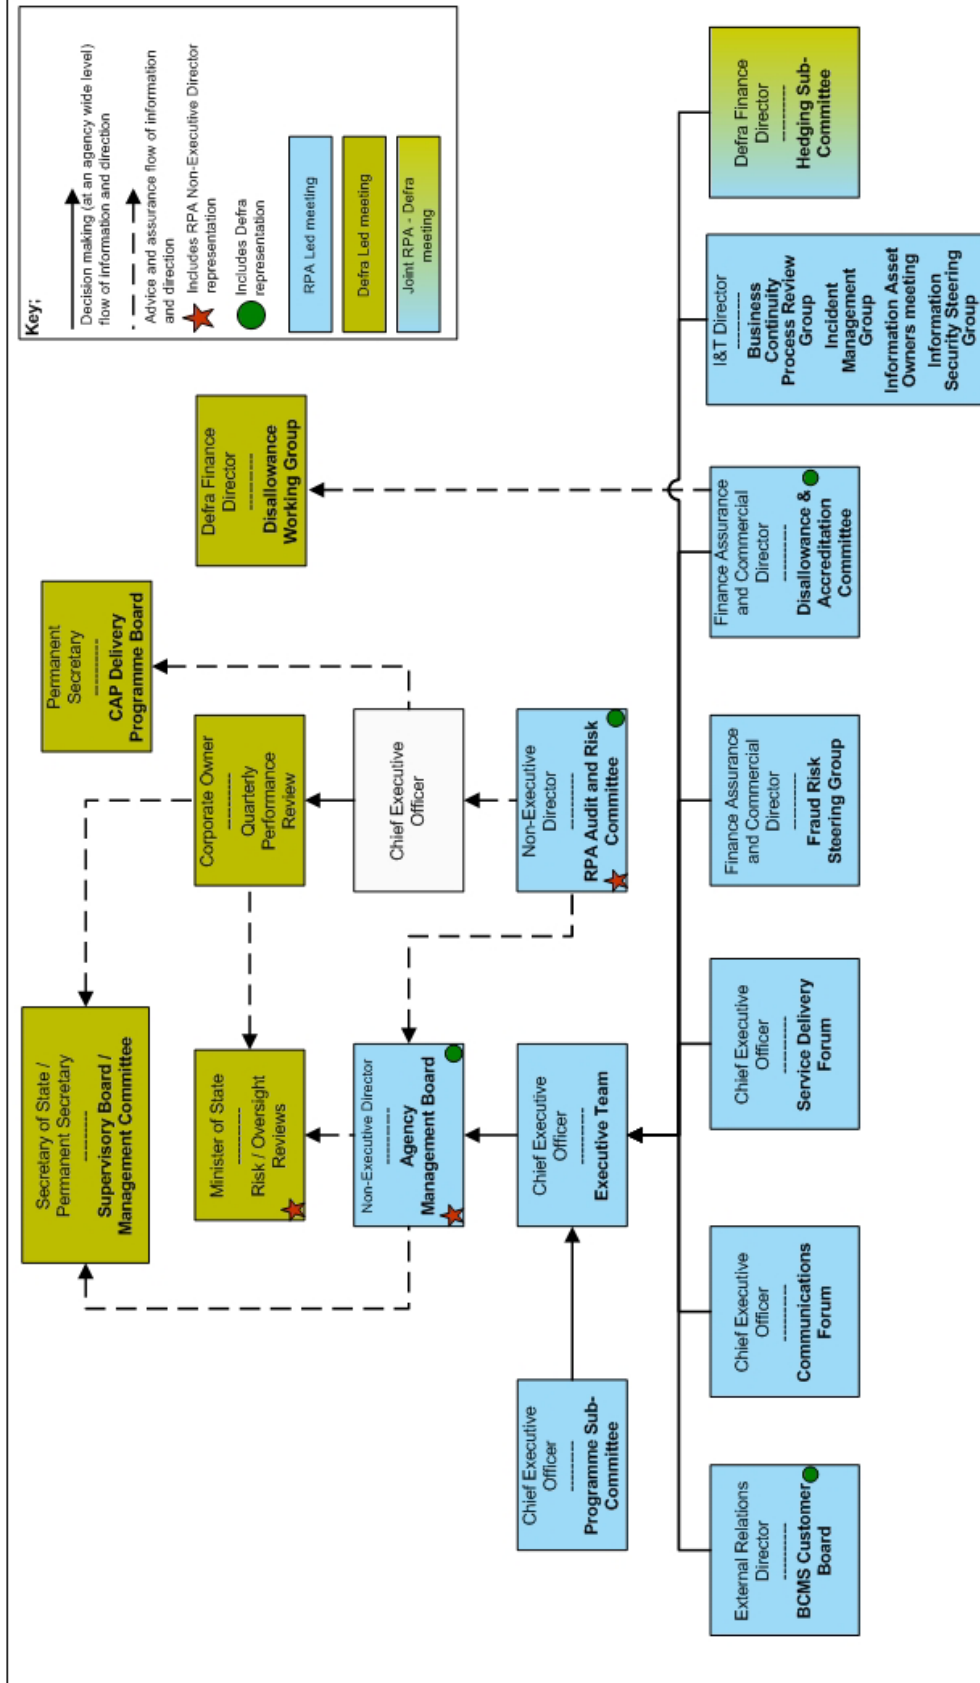 Key;
Decision making (at an agency wide level)
flow of information and direction
Advice and assurance flow of information
and direction
Includes RPA Non-Executive Director
representation
Includes Defra
representation
RPA Led meeting
Defra Led meeting
Joint RPA - Defra
meeting
Secretary of State /
Permanent Secretary
----------
Supervisory Board /
Management Committee
Permanent
Secretary
----------
CAP Delivery
Programme Board
Minister of State
----------
Risk / Oversight
Reviews
Corporate Owner
----------
Quarterly
Performance
Review
Defra Finance
Director
----------
Disallowance
Working Group
Non-Executive Director
----------
Agency
Management Board
Chief Executive
Officer
Chief Executive
Officer
----------
Programme Sub-
Committee
Chief Executive
Officer
----------
Executive Team
Non-Executive
Director
----------
RPA Audit and Risk
Committee
External Relations
Director
----------
BCMS Customer
Board
Chief Executive
Officer
----------
Communications
Forum
Chief Executive
Officer
----------
Service Delivery
Forum
Finance Assurance
and Commercial
Director
----------
Fraud Risk
Steering Group
Finance Assurance
and Commercial
Director
----------
Disallowance &
Accreditation
Committee
I&T Director
----------
Business
Continuity
Process Review
Group
Incident
Management
Group
Information Asset
Owners meeting
Information
Security Steering
Group
Defra Finance
Director
----------
Hedging Sub-
Committee